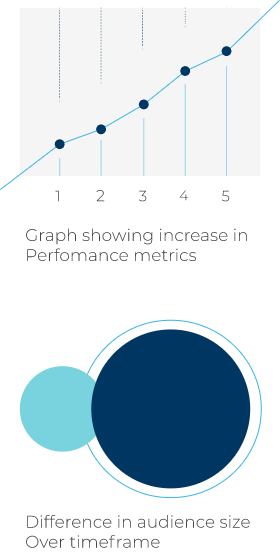 1 2 3 4 5
Graph showing increase in
Perfomance metrics
Difference in audience size
Over timeframe